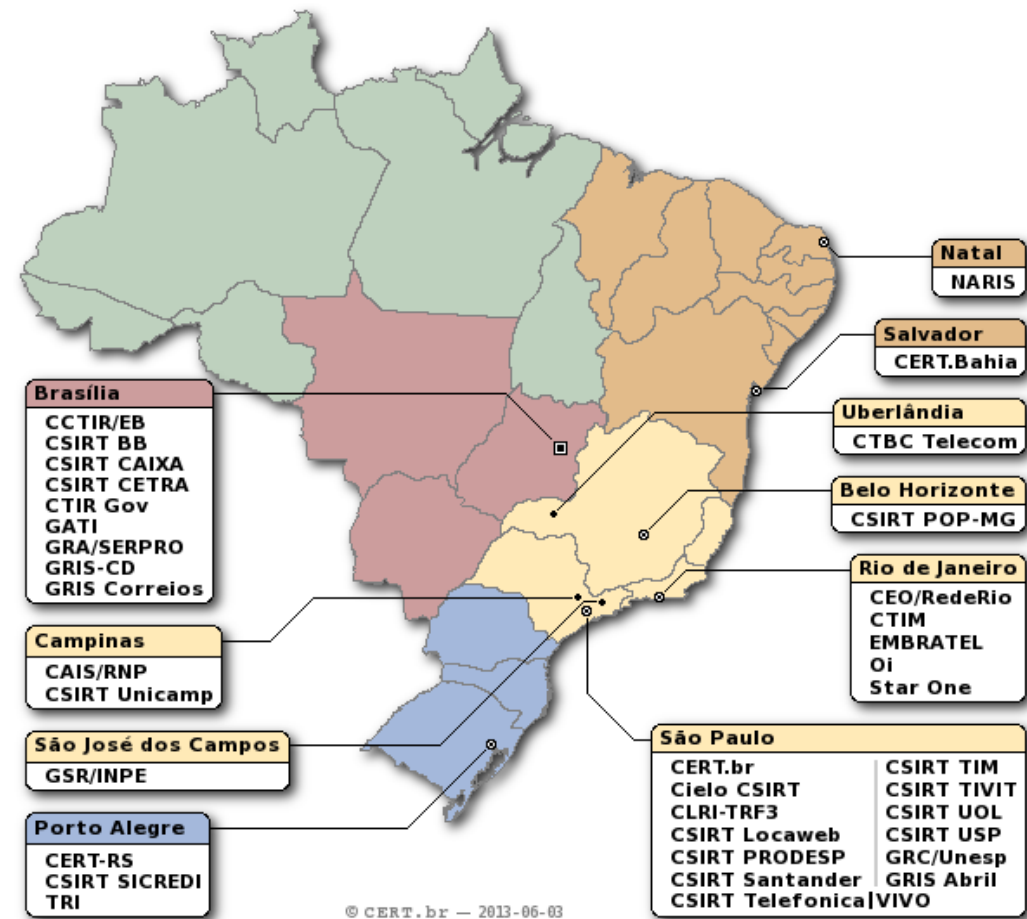 Natal
NARIS
Salvador
CERT.Bahia
Brasília
CCTIR/EB
CSIRT BB
CSIRT CAIXA
CSIRT CETRA
CTIR Gov
GATI
GRA/SERPRO
GRIS-CD
GRIS Correios
Uberlândia
CTBC Telecom
Belo Horizonte
CSIRT POP-MG
Rio de Janeiro
CEO/RedeRio
CTIM
EMBRATEL
Oi
Star One
Campinas
CAIS/RNP
CSIRT Unicamp
São José dos Campos
GSR/INPE
São Paulo
CERT.br
Cielo CSIRT
CLRI-TRF3
CSIRT Locaweb
CSIRT PRODESP
CSIRT Santander
CSIRT Telefonica|VIVO
CSIRT TIM
CSIRT TIVIT
CSIRT UOL
CSIRT USP
GRC/Unesp
GRIS Abril
Porto Alegre
CERT-RS
CSIRT SICREDI
TRI
© CERT.br — 2013-06-03